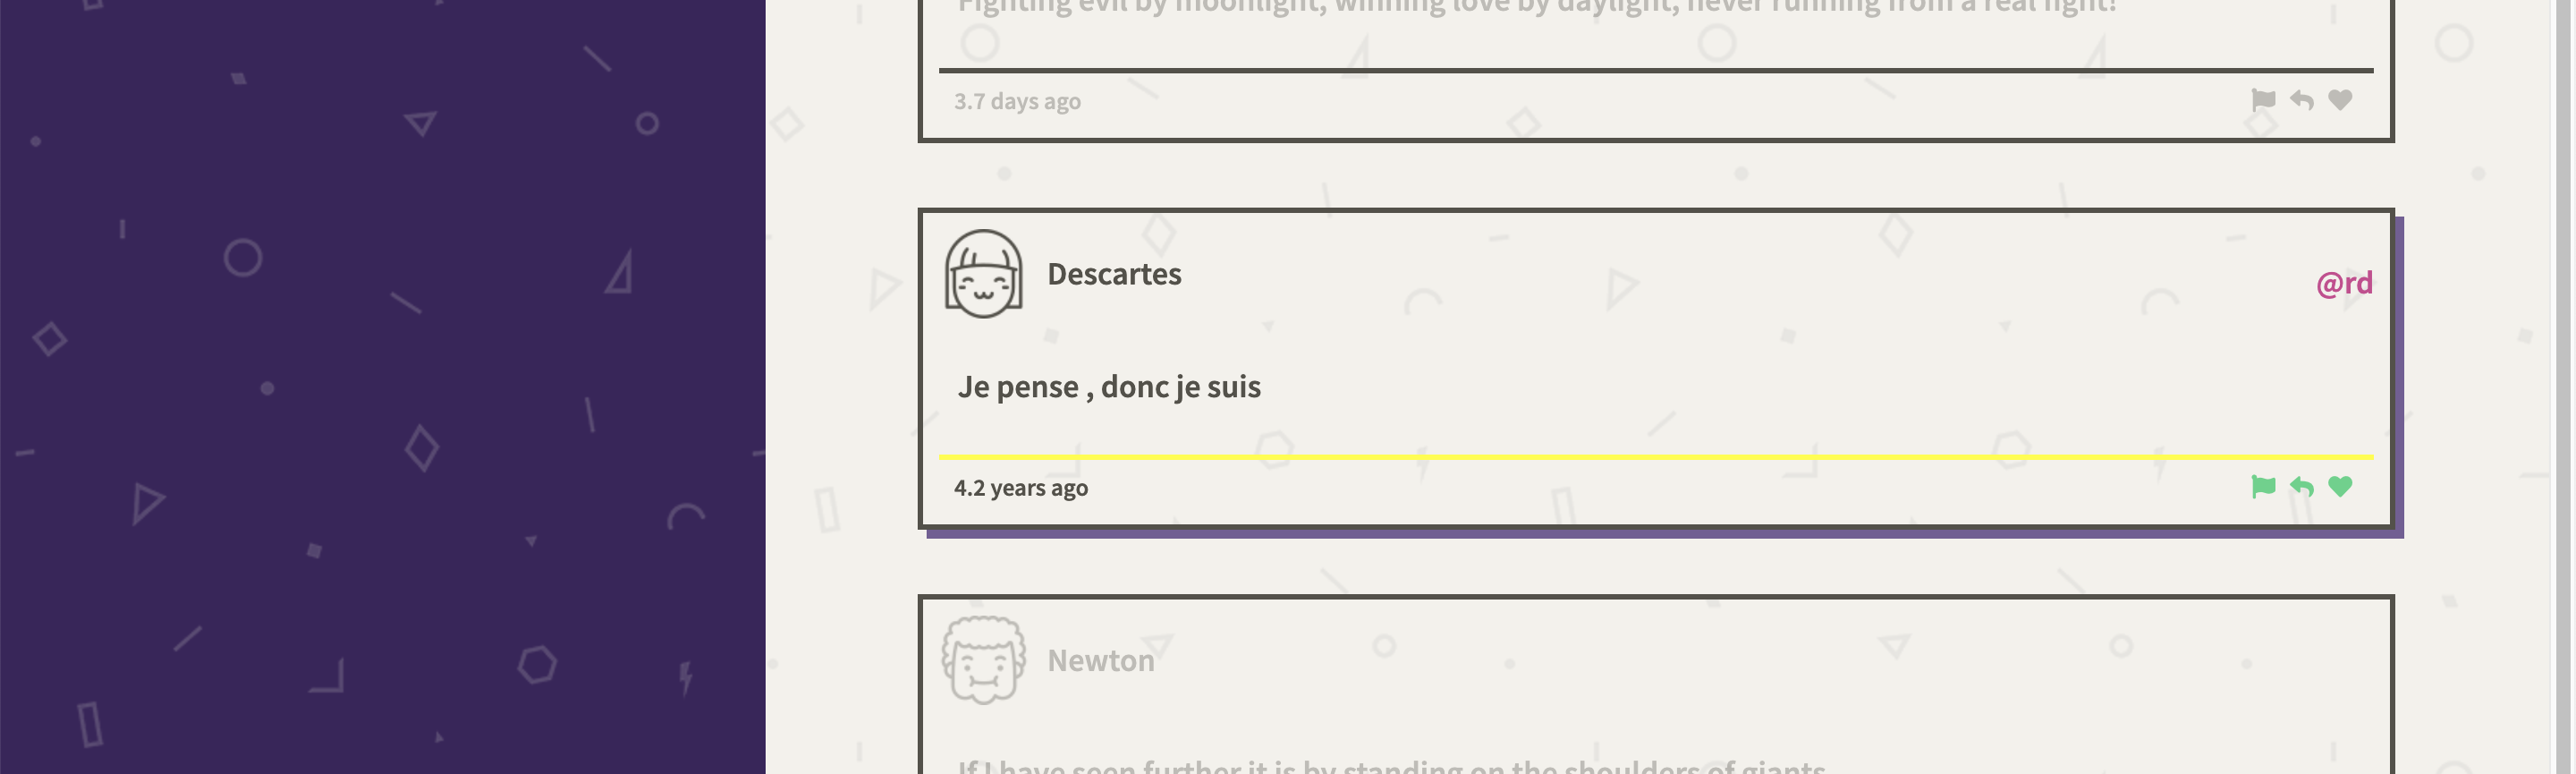 Fighting evil by moonlight, winning love by daylight, never running from a real fight!
3.7 days ago
Descartes
@rd
Je pense , donc je suis
4.2 years ago
Newton
If I have seen further it is by standing on the shoulders of giants